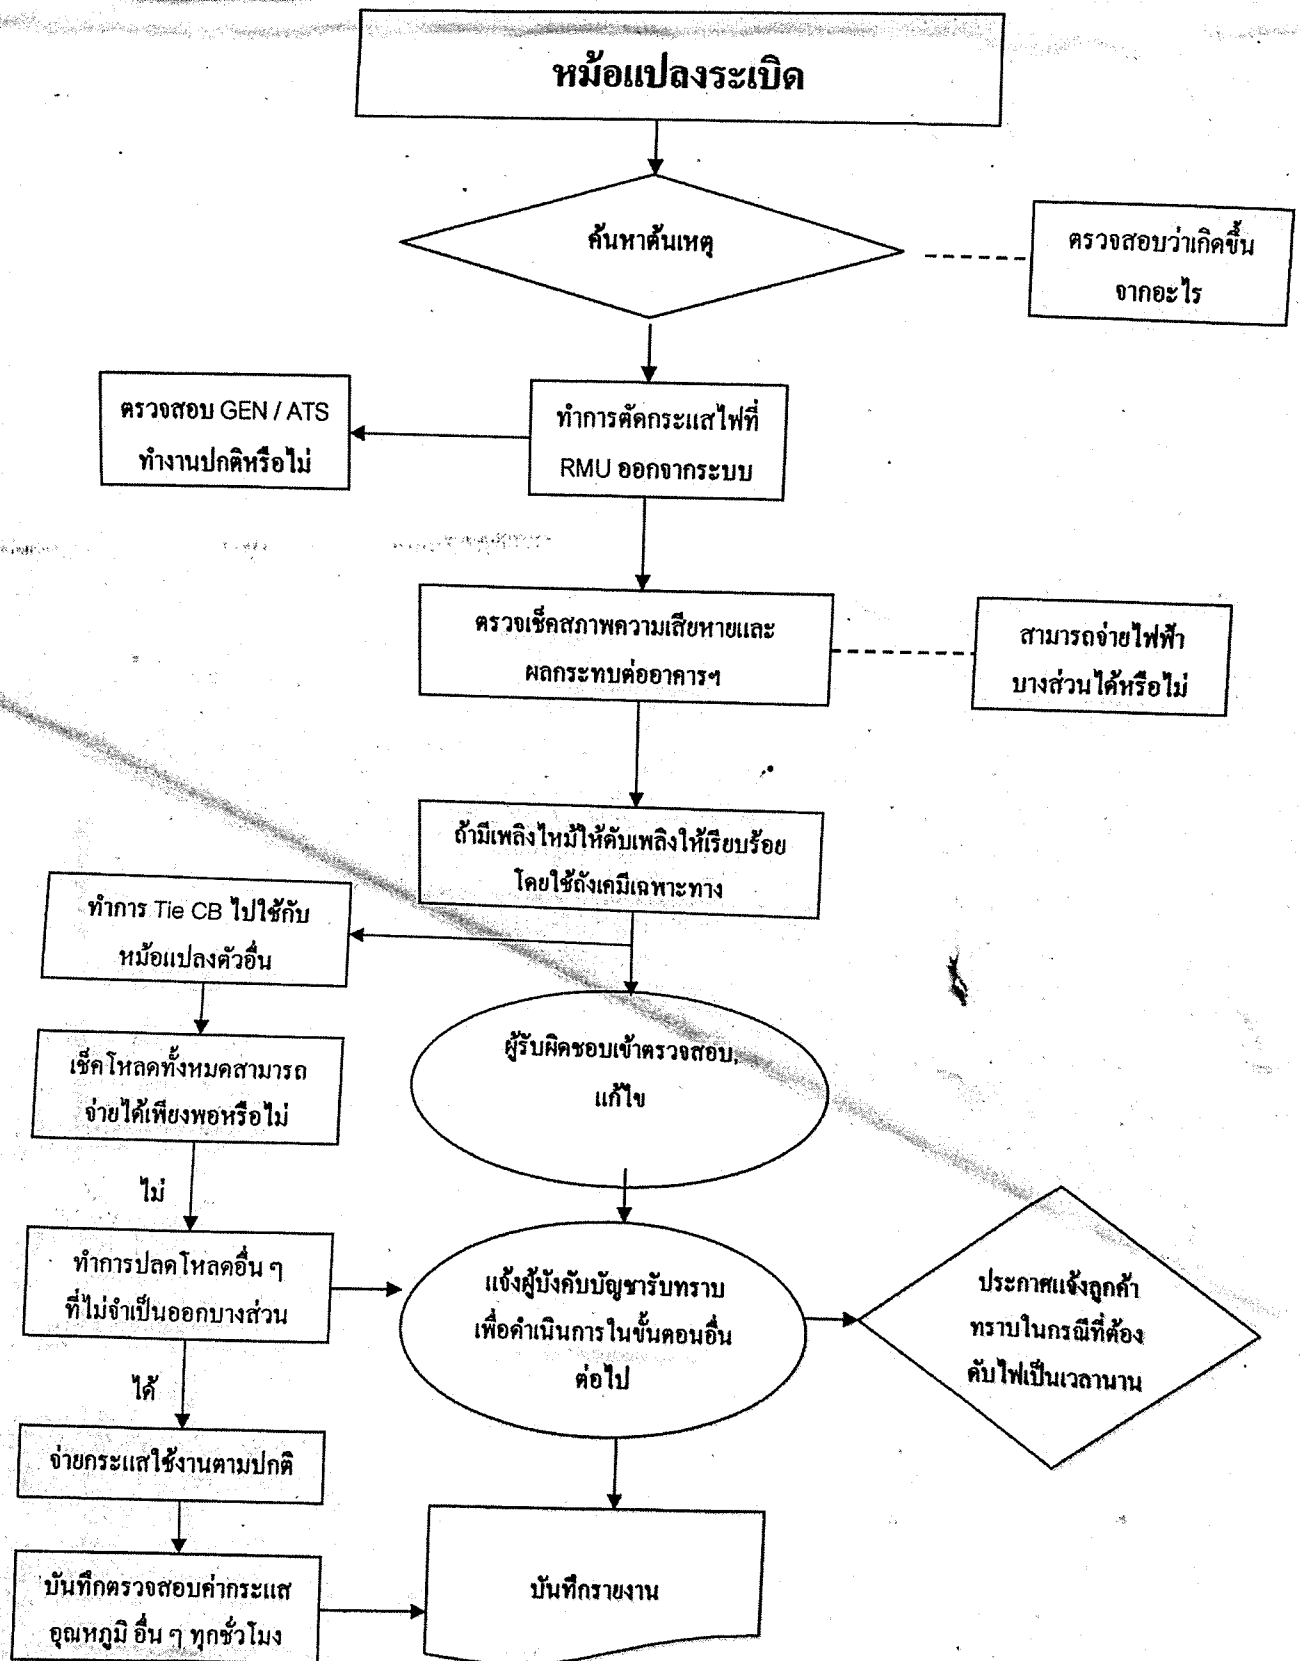 หม้อแปลงระเบิด
ค้นหาต้นเหตุ
ตรวจสอบว่าเกิดขึ้น
จากอะไร
ตรวจสอบ GEN / ATS
ทำงานปกติหรือไม่
ทำการตัดกระแสไฟที่
RMU ออกจากระบบ
ตรวจเช็คสภาพความเสียหายและ
ผลกระทบต่ออาคารฯ
สามารถจ่ายไฟฟ้า
บางส่วนได้หรือไม่
ถ้ามีเพลิงไหม้ให้ดับเพลิงให้เรียบร้อย
โดยใช้ถังเคมีเฉพาะทาง
ทำการ Tie CB ไปใช้กับ
หม้อแปลงตัวอื่น
ผู้รับผิดชอบเข้าตรวจสอบ,
แก้ไข
เช็คโหลดทั้งหมดสามารถ
จ่ายได้เพียงพอหรือไม่
ไม่
ทำการปลดโหลดอื่น ๆ
ที่ไม่จำเป็นออกบางส่วน
แจ้งผู้บังคับบัญชารับทราบ
เพื่อดำเนินการในขั้นตอนอื่น
ต่อไป
ประกาศแจ้งลูกค้า
ทราบในกรณีที่ต้อง
ดับไฟเป็นเวลานาน
ได้
จ่ายกระแสใช้งานตามปกติ
บันทึกตรวจสอบค่ากระแส
อุณหภูมิ อื่น ๆ ทุกชั่วโมง
บันทึกรายงาน